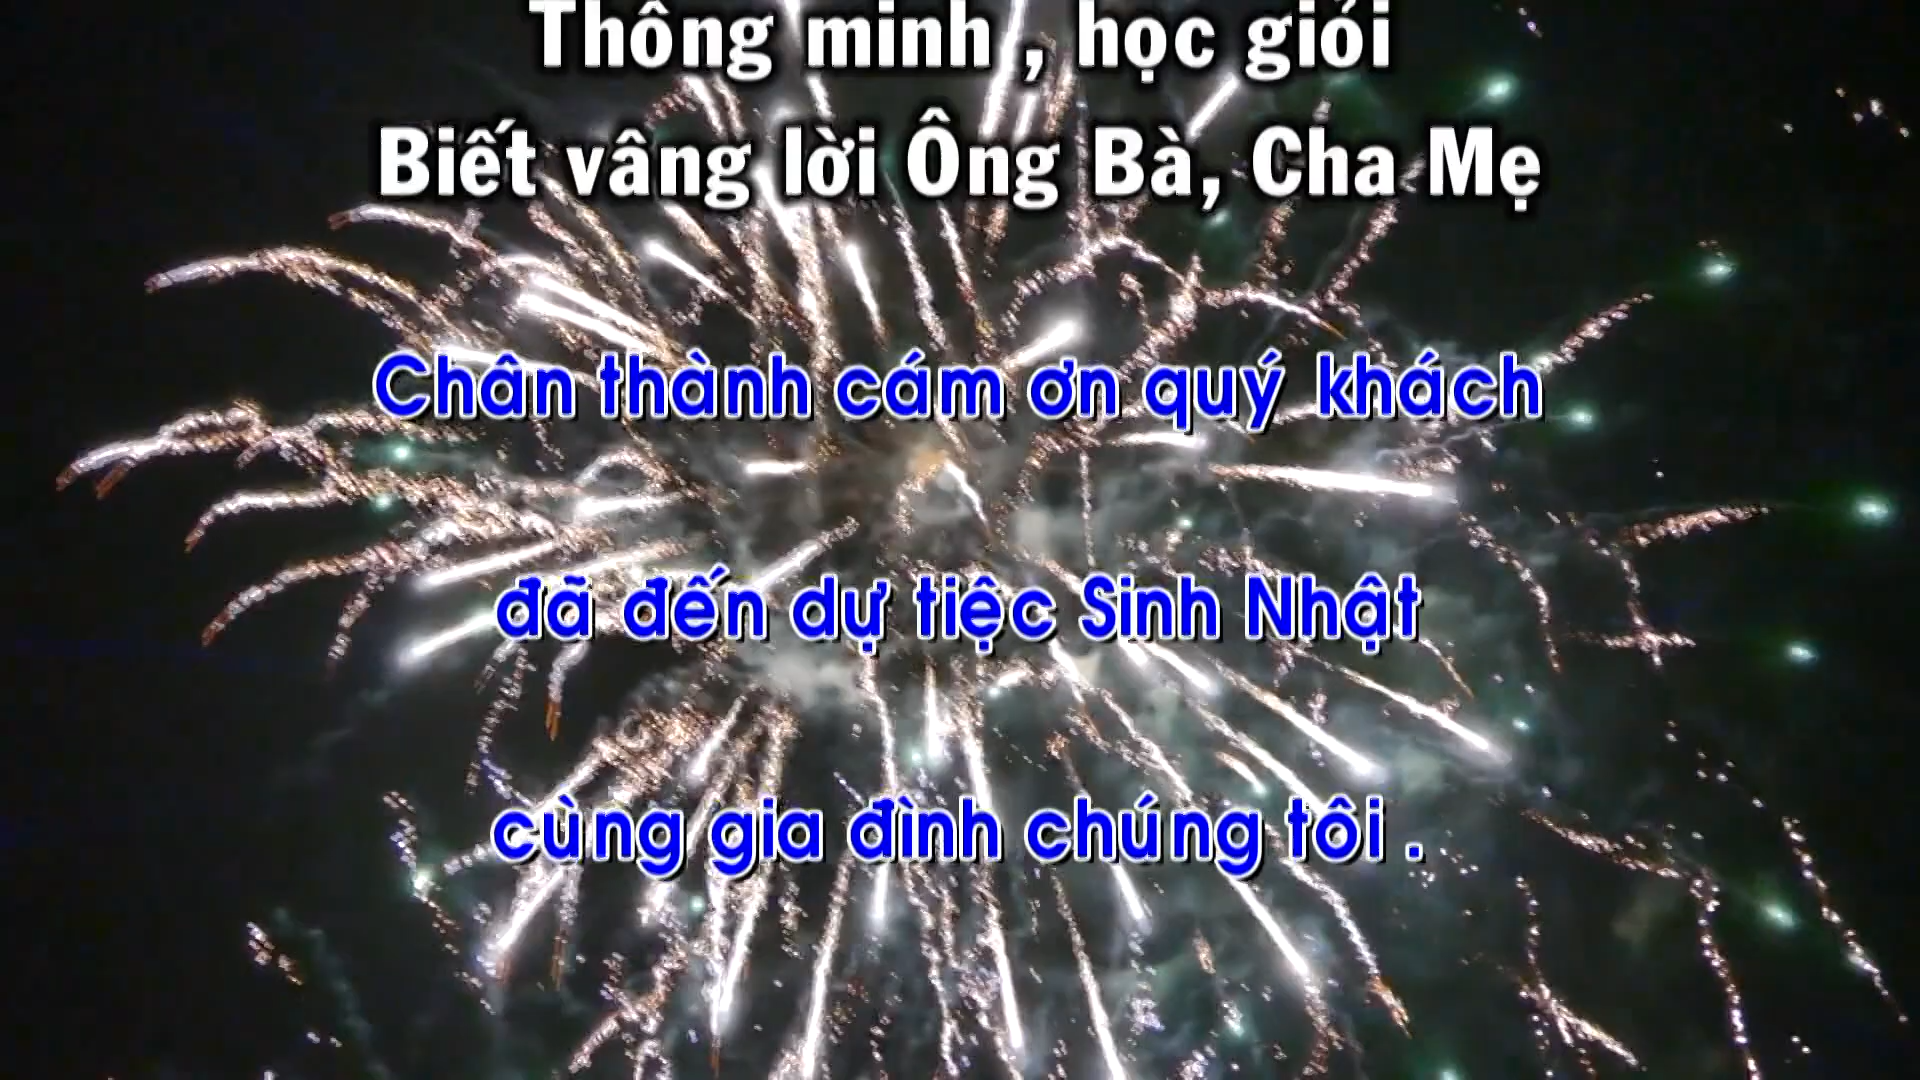 Thông minh , học giỏi
Biết vâng lời Ông Bà, Cha Mẹ
Chân thành cám ơn quý khách
đã đến dự tiệc Sinh Nhật
cùng gia đình chúng tôi .